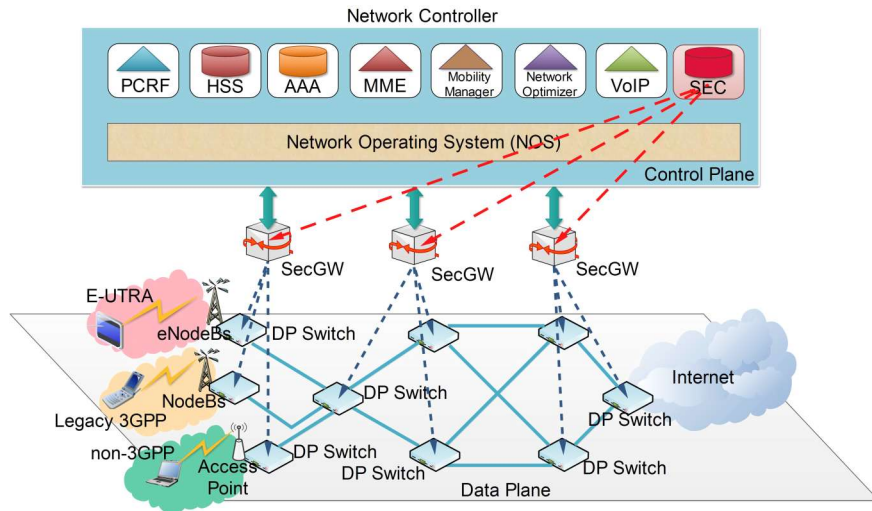 Network Controller
PCRF
HSS
AAA
MME
Mobility
Manager
Network
Optimizer
VoIP
SEC
Network Operating System (NOS)
Control Plane
SecGW
SecGW
SecGW
E-UTRA
eNodeBs
DP Switch
Internet
NodeBs
DP Switch
Legacy 3GPP
DP Switch
non-3GPP
Access
Point
DP Switch
DP Switch
DP Switch
Data Plane